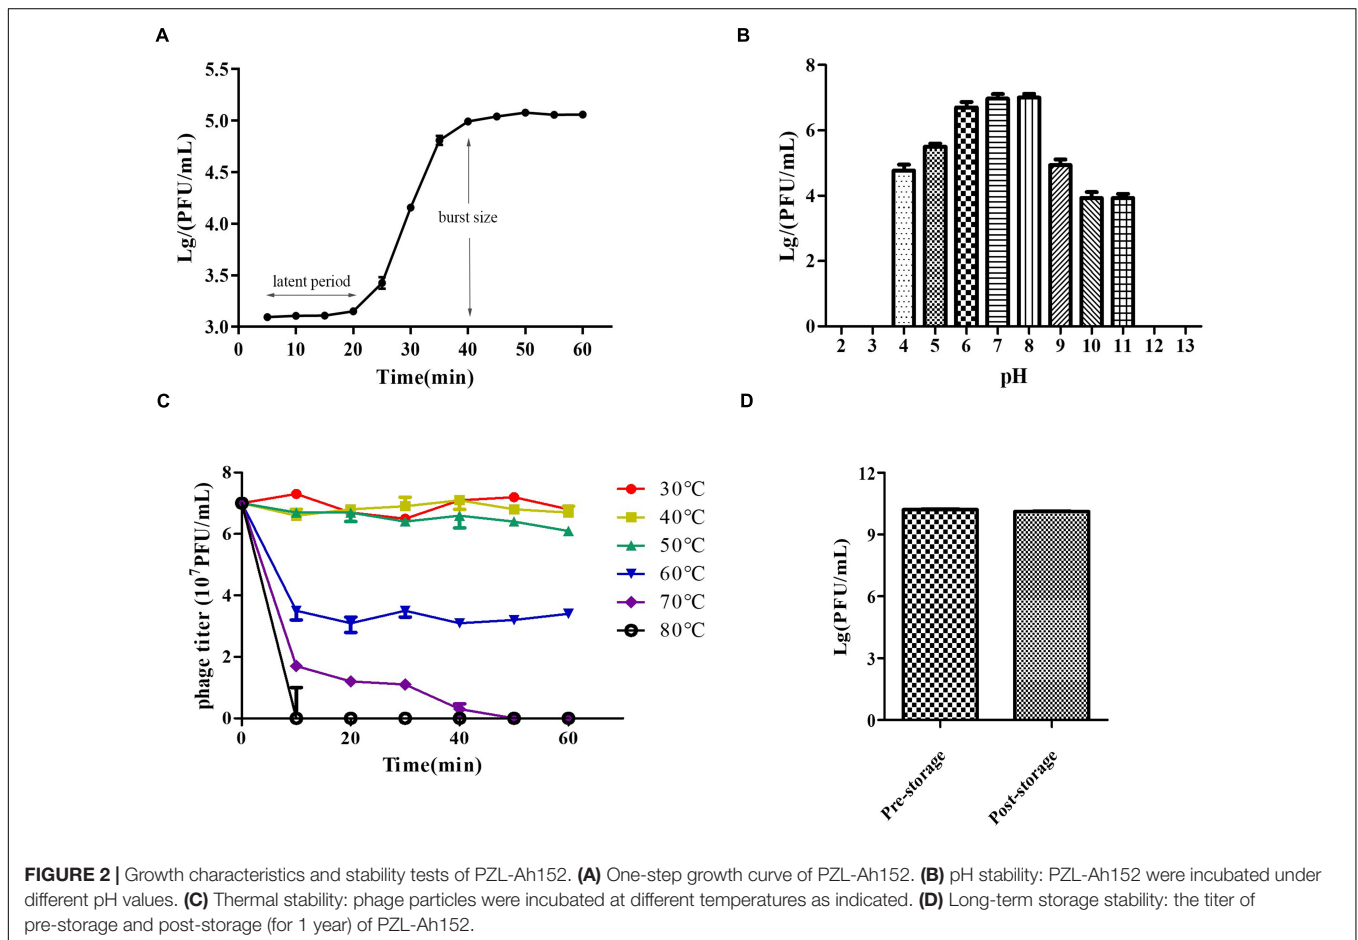 A
5.5
5.0
4.5
4.0
3.5
3.0
Lg/(PFU/mL)
latent period
burst size
0 10 20 30 40 50 60
Time(min)
B
8
6
4
2
0
Lg/(PFU/mL)
2 3 4 5 6 7 8 9 10 11 12 13
pH
C
8
6
4
2
0
phage titer (10⁷PFU/mL)
0 20 40 60
Time(min)
30°C
40°C
50°C
60°C
70°C
80°C
D
12
9
6
3
0
Lg(PFU/mL)
Pre-storage
Post-storage
FIGURE 2 | Growth characteristics and stability tests of PZL-Ah152. (A) One-step growth curve of PZL-Ah152. (B) pH stability: PZL-Ah152 were incubated under
different pH values. (C) Thermal stability: phage particles were incubated at different temperatures as indicated. (D) Long-term storage stability: the titer of
pre-storage and post-storage (for 1 year) of PZL-Ah152.